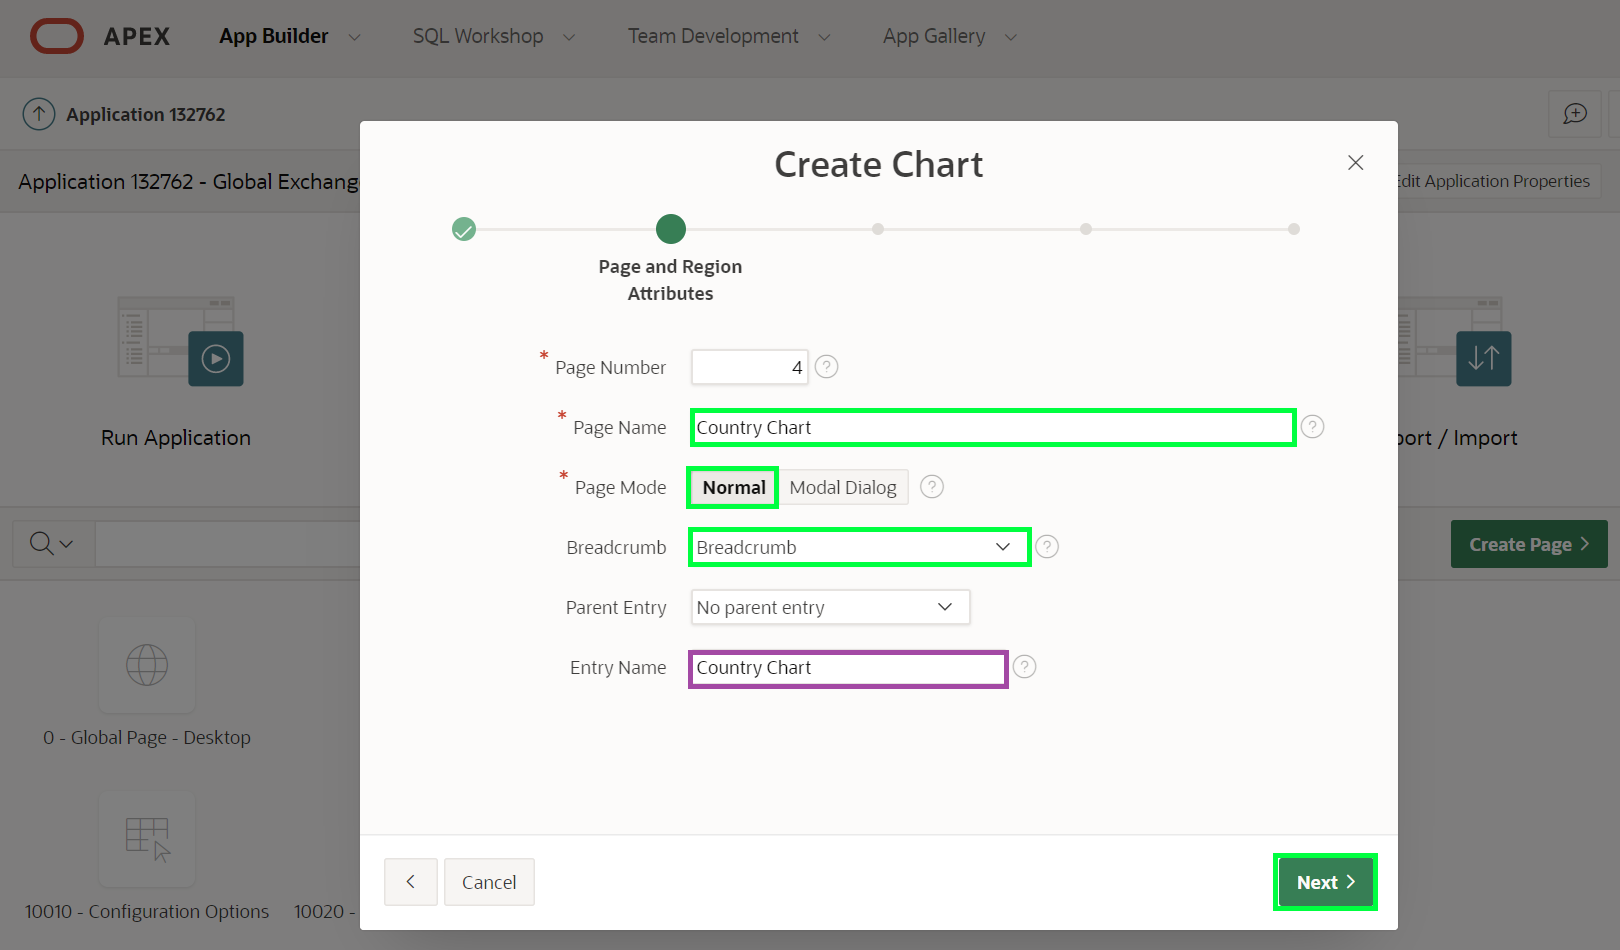 APEX App Builder SQL Workshop Team Development App Gallery
Application 132762
Application 132762 - Global Exchang
Edit Application Properties
Create Chart
Page and Region
Attributes
* Page Number 4 ?
* Page Name Country Chart ?
* Page Mode Normal Modal Dialog ?
Breadcrumb Breadcrumb ?
Parent Entry No parent entry
Entry Name Country Chart ?
Cancel Next
Run Application
port / Import
Create Page
0 - Global Page - Desktop
10010 - Configuration Options 10020 -